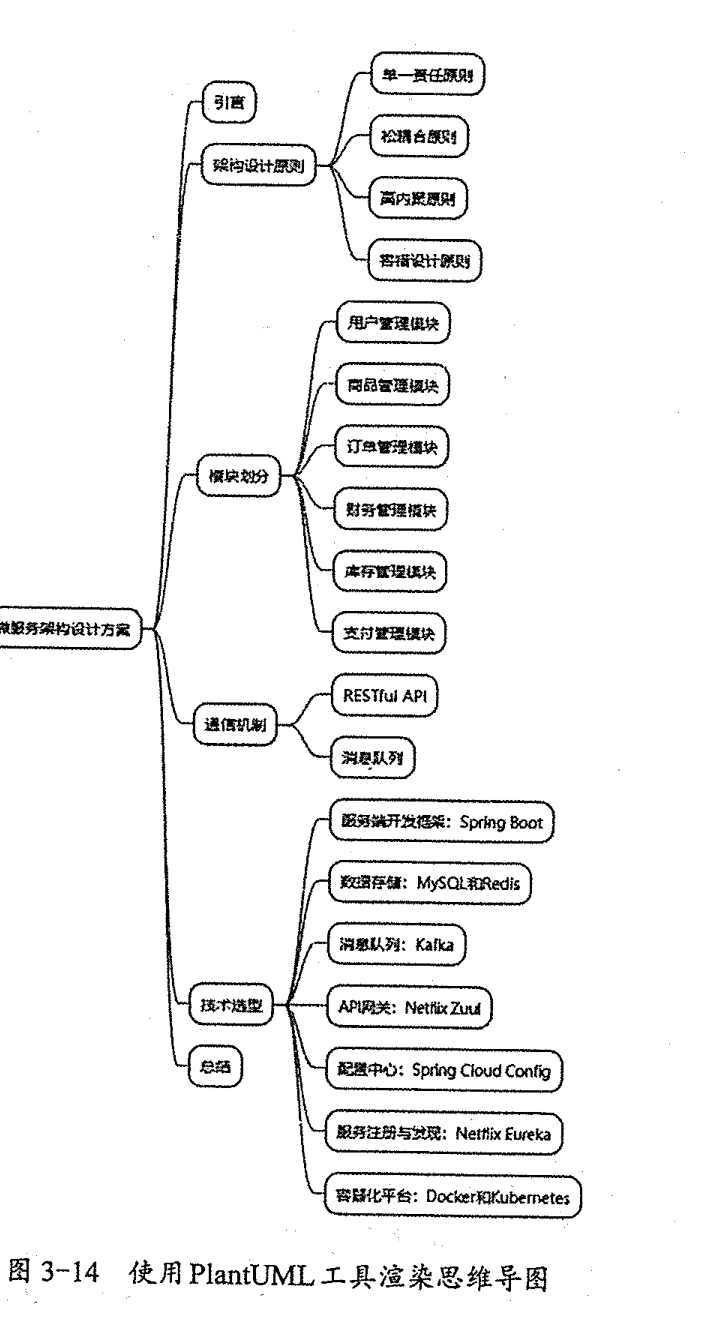 引言
架构设计原则
单一责任原则
松耦合原则
高内聚原则
容错设计原则
微服务架构设计方案
模块划分
用户管理模块
商品管理模块
订单管理模块
财务管理模块
库存管理模块
支付管理模块
通信机制
RESTful API
消息队列
技术选型
服务端开发框架：Spring Boot
数据存储：MySQL和Redis
消息队列：Kafka
API网关：Netflix Zuul
配置中心：Spring Cloud Config
服务注册与发现：Netflix Eureka
容器化平台：Docker和Kubernetes
总结
图 3-14 使用 PlantUML 工具渲染思维导图